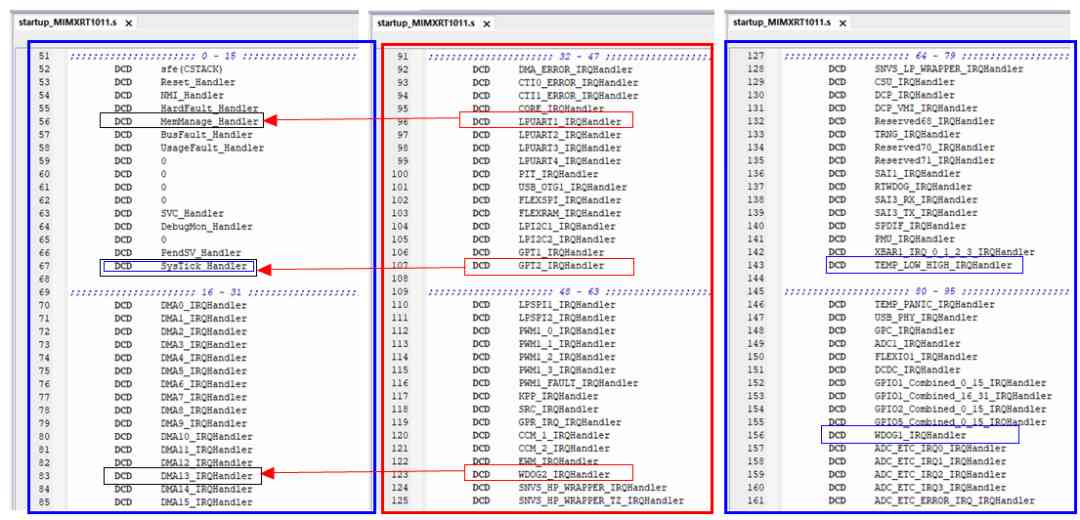 startup_MIMXRT1011.s ×
51 ;;;;;;;;;;;;;;;;;;;;;; 0 - 15 ;;;;;;;;;;;;;;;;;;;;;;
52 DCD sfe(CSTACK)
53 DCD Reset_Handler
54 DCD NMI_Handler
55 DCD HardFault_Handler
56 DCD MemManage_Handler
57 DCD BusFault_Handler
58 DCD UsageFault_Handler
59 DCD 0
60 DCD 0
61 DCD 0
62 DCD 0
63 DCD SVC_Handler
64 DCD DebugMon_Handler
65 DCD 0
66 DCD PendSV_Handler
67 DCD SysTick_Handler
68
69 ;;;;;;;;;;;;;;;;;;;;;; 16 - 31 ;;;;;;;;;;;;;;;;;;;;;;
70 DCD DMA0_IRQHandler
71 DCD DMA1_IRQHandler
72 DCD DMA2_IRQHandler
73 DCD DMA3_IRQHandler
74 DCD DMA4_IRQHandler
75 DCD DMA5_IRQHandler
76 DCD DMA6_IRQHandler
77 DCD DMA7_IRQHandler
78 DCD DMA8_IRQHandler
79 DCD DMA9_IRQHandler
80 DCD DMA10_IRQHandler
81 DCD DMA11_IRQHandler
82 DCD DMA12_IRQHandler
83 DCD DMA13_IRQHandler
84 DCD DMA14_IRQHandler
85 DCD DMA15_IRQHandler
startup_MIMXRT1011.s ×
91 ;;;;;;;;;;;;;;;;;;;;;; 32 - 47 ;;;;;;;;;;;;;;;;;;;;;;
92 DCD DMA_ERROR_IRQHandler
93 DCD CTI0_ERROR_IRQHandler
94 DCD CTI1_ERROR_IRQHandler
95 DCD CORE_IRQHandler
96 DCD LPUART1_IRQHandler
97 DCD LPUART2_IRQHandler
98 DCD LPUART3_IRQHandler
99 DCD LPUART4_IRQHandler
100 DCD PIT_IRQHandler
101 DCD USB_OTG1_IRQHandler
102 DCD FLEXSPI_IRQHandler
103 DCD FLEXRAM_IRQHandler
104 DCD LPI2C1_IRQHandler
105 DCD LPI2C2_IRQHandler
106 DCD GPT1_IRQHandler
107 DCD GPT2_IRQHandler
108
109 ;;;;;;;;;;;;;;;;;;;;;; 48 - 63 ;;;;;;;;;;;;;;;;;;;;;;
110 DCD LPSPI1_IRQHandler
111 DCD LPSPI2_IRQHandler
112 DCD PWM1_0_IRQHandler
113 DCD PWM1_1_IRQHandler
114 DCD PWM1_2_IRQHandler
115 DCD PWM1_3_IRQHandler
116 DCD PWM1_FAULT_IRQHandler
117 DCD KPP_IRQHandler
118 DCD SRC_IRQHandler
119 DCD GPR_IRQ_IRQHandler
120 DCD CCM_1_IRQHandler
121 DCD CCM_2_IRQHandler
122 DCD EWM_IRQHandler
123 DCD WDOG2_IRQHandler
124 DCD SNVS_HP_WRAPPER_IRQHandler
125 DCD SNVS_HP_WRAPPER_TZ_IRQHandler
startup_MIMXRT1011.s ×
127 ;;;;;;;;;;;;;;;;;;;;;; 64 - 79 ;;;;;;;;;;;;;;;;;;;;;;
128 DCD SNVS_LP_WRAPPER_IRQHandler
129 DCD CSU_IRQHandler
130 DCD DCP_IRQHandler
131 DCD DCP_VMI_IRQHandler
132 DCD Reserved68_IRQHandler
133 DCD TRNG_IRQHandler
134 DCD Reserved70_IRQHandler
135 DCD Reserved71_IRQHandler
136 DCD SAI1_IRQHandler
137 DCD RTWDOG_IRQHandler
138 DCD SAI3_RX_IRQHandler
139 DCD SAI3_TX_IRQHandler
140 DCD SPDIF_IRQHandler
141 DCD PMU_IRQHandler
142 DCD XBAR1_IRQ_0_1_2_3_IRQHandler
143 DCD TEMP_LOW_HIGH_IRQHandler
144
145 ;;;;;;;;;;;;;;;;;;;;;; 80 - 95 ;;;;;;;;;;;;;;;;;;;;;;
146 DCD TEMP_PANIC_IRQHandler
147 DCD USB_PHY_IRQHandler
148 DCD GPC_IRQHandler
149 DCD ADC1_IRQHandler
150 DCD FLEXIO1_IRQHandler
151 DCD DCDC_IRQHandler
152 DCD GPIO1_Combined_0_15_IRQHandler
153 DCD GPIO1_Combined_16_31_IRQHandler
154 DCD GPIO2_Combined_0_15_IRQHandler
155 DCD GPIO5_Combined_0_15_IRQHandler
156 DCD WDOG1_IRQHandler
157 DCD ADC_ETC_IRQ0_IRQHandler
158 DCD ADC_ETC_IRQ1_IRQHandler
159 DCD ADC_ETC_IRQ2_IRQHandler
160 DCD ADC_ETC_IRQ3_IRQHandler
161 DCD ADC_ETC_ERROR_IRQ_IRQHandler